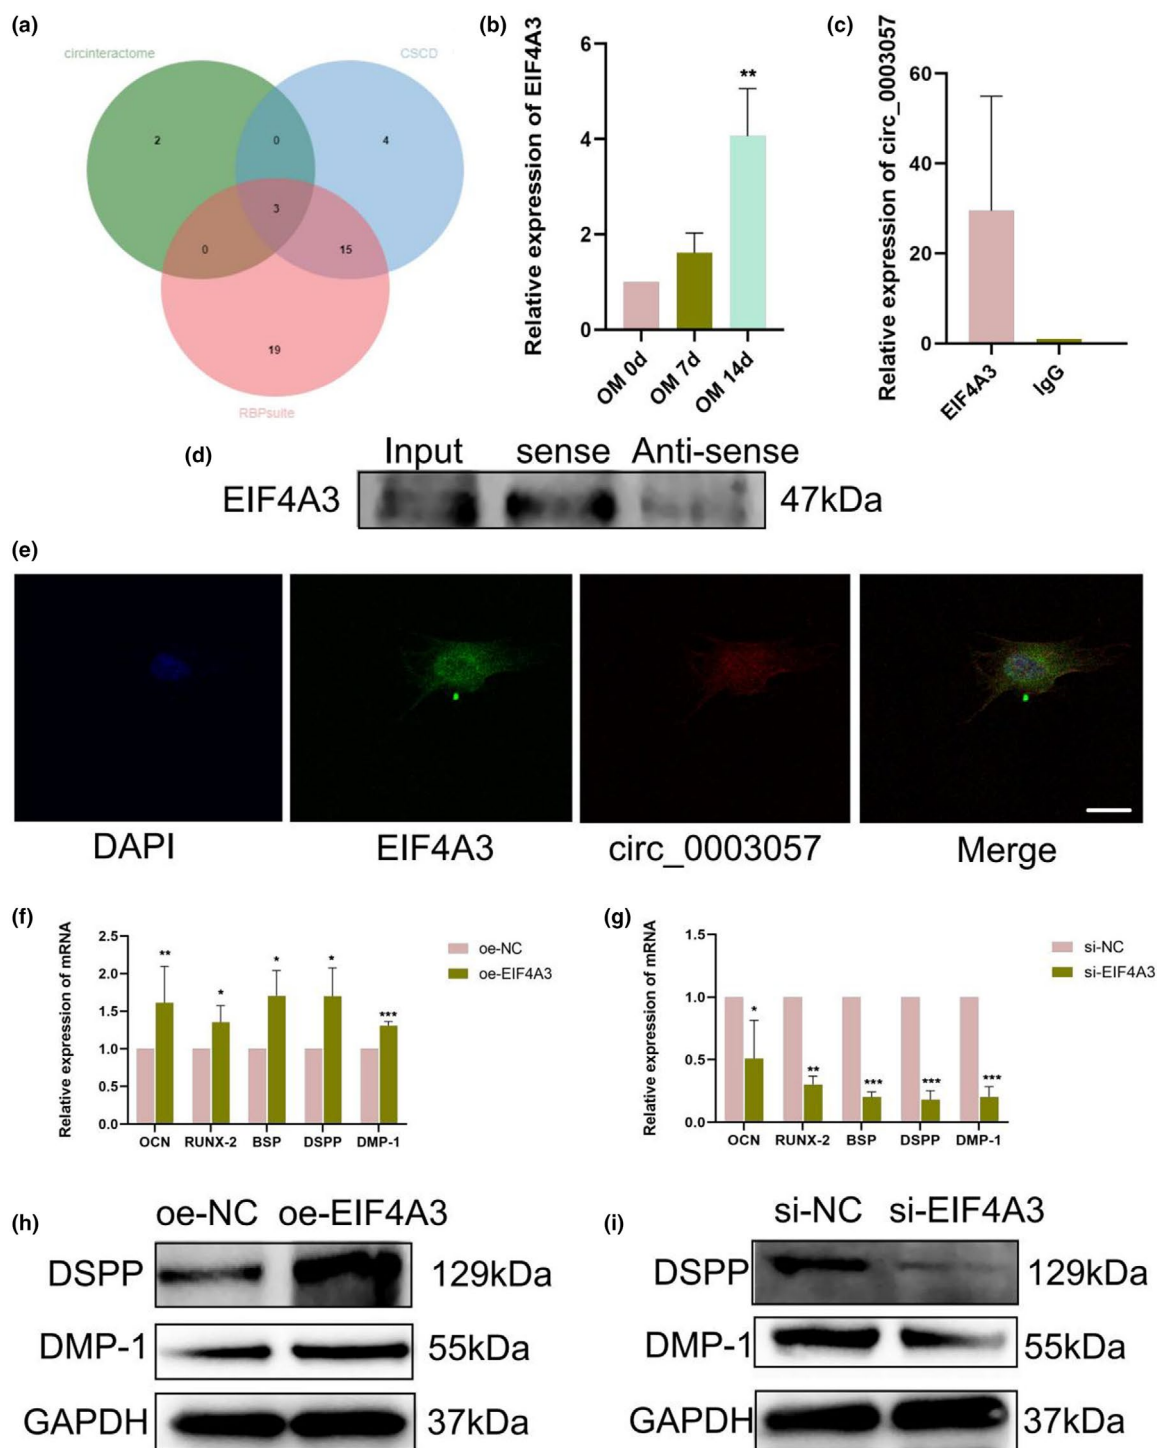 (a)
circinteractome
CSCD
2
0
4
3
0
15
19
RBPsuite
(b)
Relative expression of EIF4A3
6
4
2
0
**
OM 0d
OM 7d
OM 14d
(c)
Relative expression of circ_0003057
60
40
20
0
EIF4A3
IgG
(d)
Input sense Anti-sense
EIF4A3 47kDa
(e)
DAPI EIF4A3 circ_0003057 Merge
(f)
Relative expression of mRNA
2.5
2.0
1.5
1.0
0.5
0.0
** * * * ***
OCN RUNX-2 BSP DSPP DMP-1
oe-NC
oe-EIF4A3
(g)
Relative expression of mRNA
1.5
1.0
0.5
0.0
* ** *** *** ***
OCN RUNX-2 BSP DSPP DMP-1
si-NC
si-EIF4A3
(h)
oe-NC oe-EIF4A3
DSPP 129kDa
DMP-1 55kDa
GAPDH 37kDa
(i)
si-NC si-EIF4A3
DSPP 129kDa
DMP-1 55kDa
GAPDH 37kDa